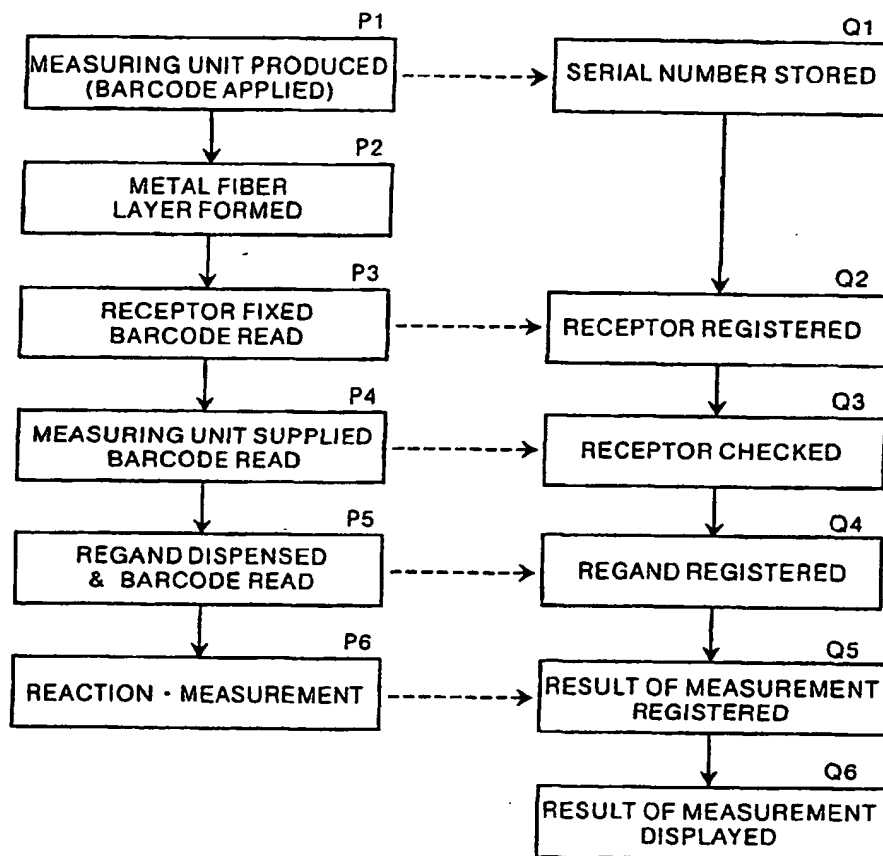 P1
MEASURING UNIT PRODUCED
(BARCODE APPLIED)
Q1
SERIAL NUMBER STORED
P2
METAL FIBER
LAYER FORMED
P3
RECEPTOR FIXED
BARCODE READ
Q2
RECEPTOR REGISTERED
P4
MEASURING UNIT SUPPLIED
BARCODE READ
Q3
RECEPTOR CHECKED
P5
REGAND DISPENSED
& BARCODE READ
Q4
REGAND REGISTERED
P6
REACTION · MEASUREMENT
Q5
RESULT OF MEASUREMENT
REGISTERED
Q6
RESULT OF MEASUREMENT
DISPLAYED